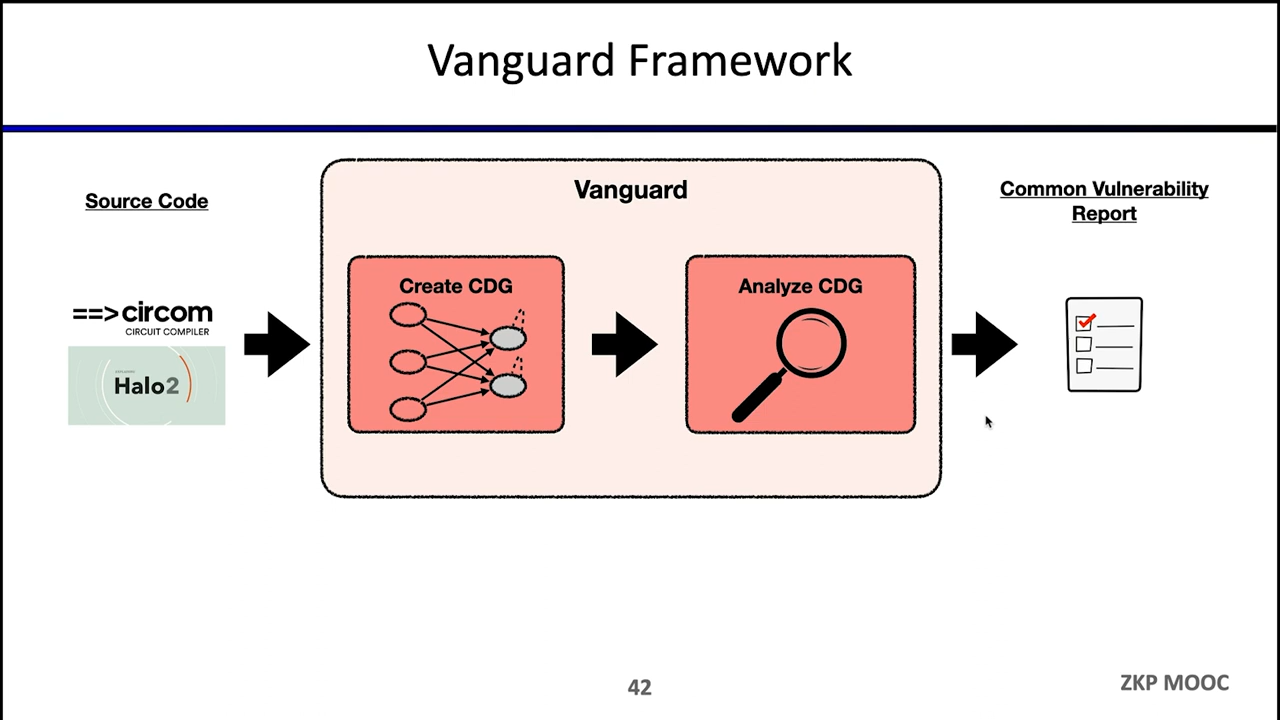 Vanguard Framework
Source Code
==>circom
CIRCUIT COMPILER
Halo2
Vanguard
Create CDG
Analyze CDG
Common Vulnerability
Report
42
ZKP MOOC